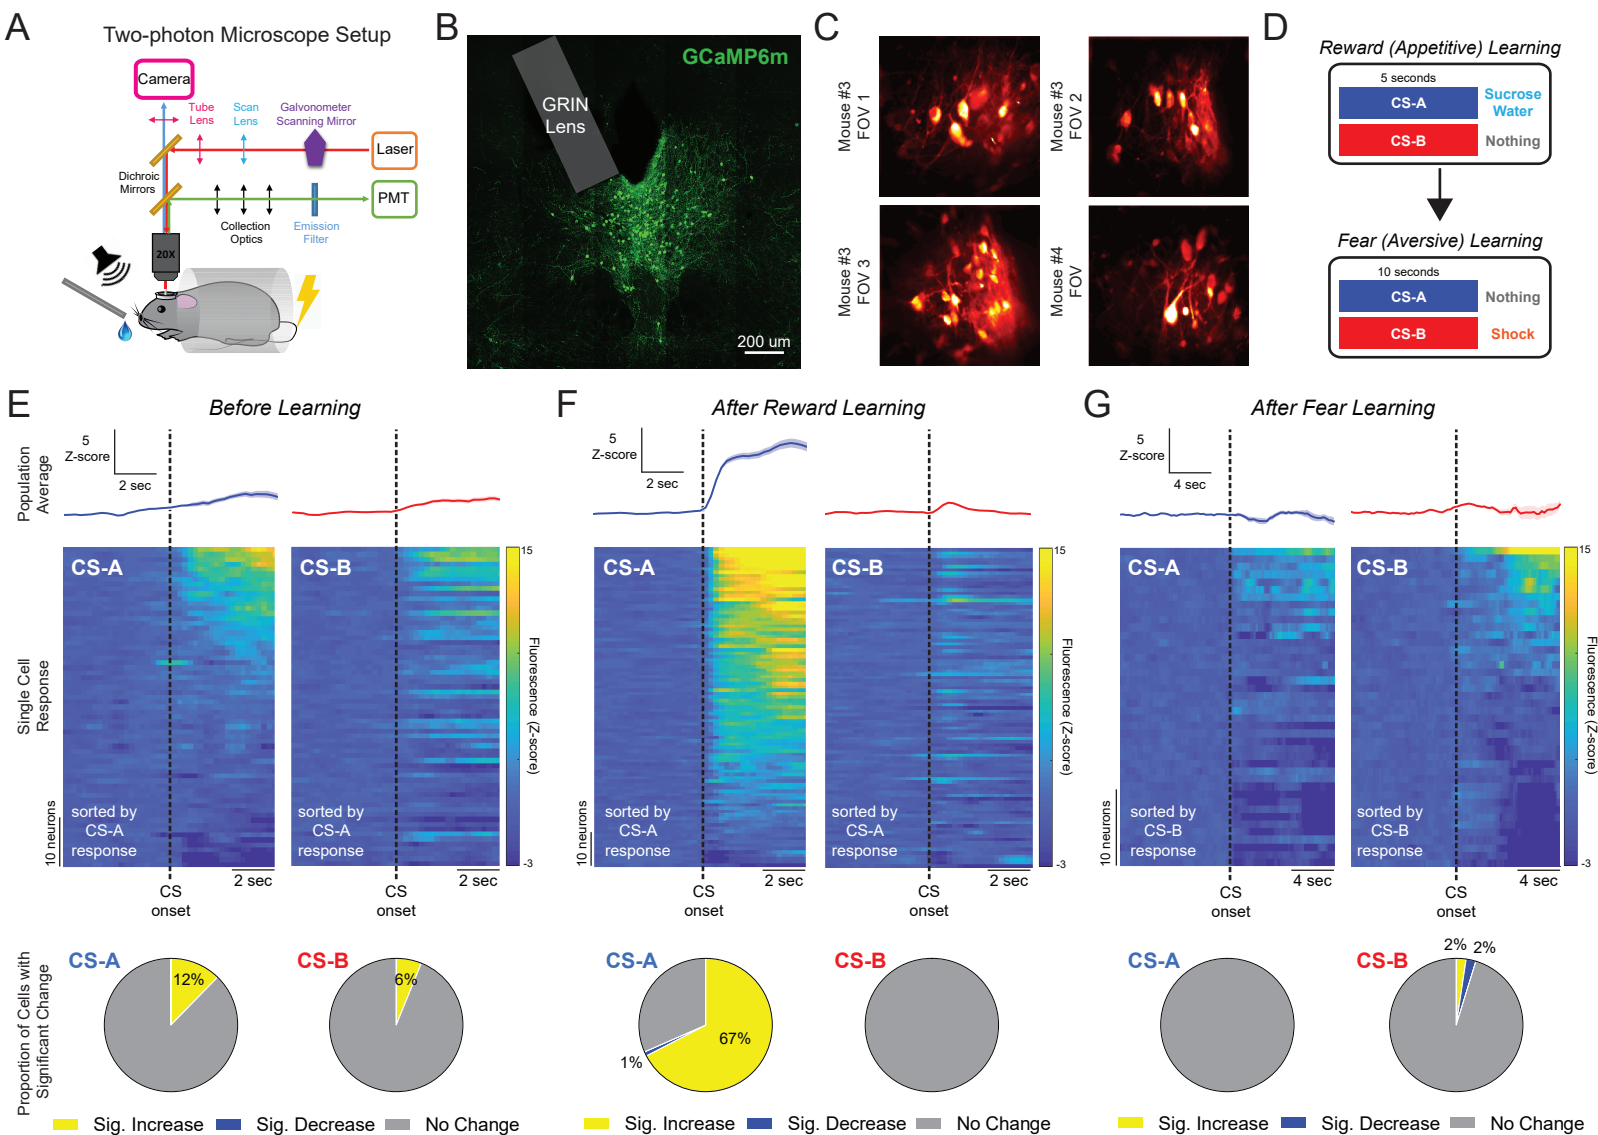 A
Two-photon Microscope Setup
Camera
Tube
Lens
Scan
Lens
Galvonometer
Scanning Mirror
Laser
Dichroic
Mirrors
PMT
Collection
Optics
Emission
Filter
20X
B
GCaMP6m
GRIN
Lens
200 um
C
Mouse #3
FOV 1
Mouse #3
FOV 2
Mouse #3
FOV 3
Mouse #4
FOV
D
Reward (Appetitive) Learning
5 seconds
CS-A
Sucrose
Water
CS-B
Nothing
Fear (Aversive) Learning
10 seconds
CS-A
Nothing
CS-B
Shock
E
Before Learning
Population
Average
5
Z-score
2 sec
Single Cell
Response
CS-A
CS-B
15
-3
Fluorescence (Z-score)
10 neurons
sorted by
CS-A
response
sorted by
CS-A
response
2 sec
2 sec
CS
onset
CS
onset
Proportion of Cells with
Significant Change
CS-A
12%
CS-B
6%
Sig. Increase
Sig. Decrease
No Change
F
After Reward Learning
5
Z-score
2 sec
CS-A
CS-B
15
-3
Fluorescence (Z-score)
10 neurons
sorted by
CS-A
response
sorted by
CS-A
response
2 sec
2 sec
CS
onset
CS
onset
CS-A
67%
1%
CS-B
Sig. Increase
Sig. Decrease
No Change
G
After Fear Learning
5
Z-score
4 sec
CS-A
CS-B
15
-3
Fluorescence (Z-score)
10 neurons
sorted by
CS-B
response
sorted by
CS-B
response
4 sec
4 sec
CS
onset
CS
onset
CS-A
CS-B
2%
2%
Sig. Increase
Sig. Decrease
No Change